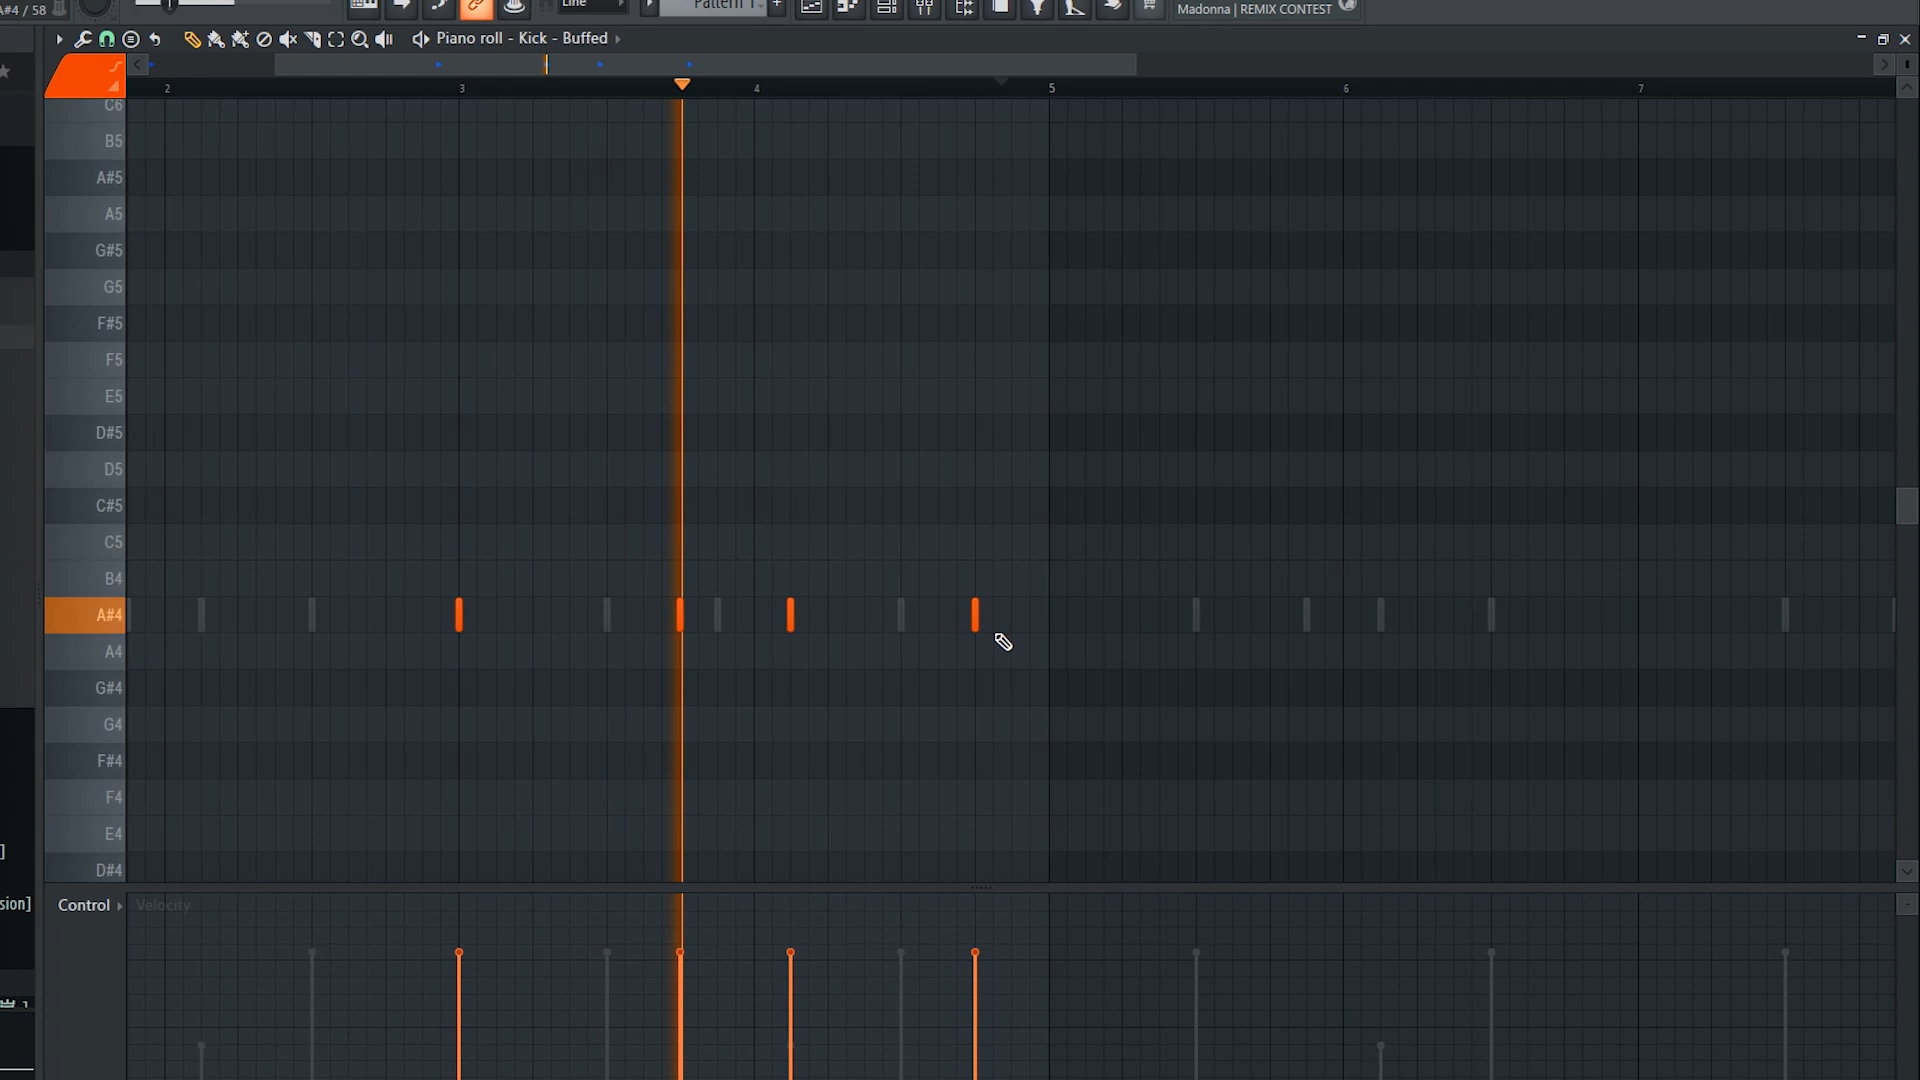 A#4 / 58
Line
Pattern 1
Madonna | REMIX CONTEST
Piano roll - Kick - Buffed
2 3 4 5 6 7
C6
B5
A#5
A5
G#5
G5
F#5
F5
E5
D#5
D5
C#5
C5
B4
A#4
A4
G#4
G4
F#4
F4
E4
D#4
]
Control Velocity
sion]